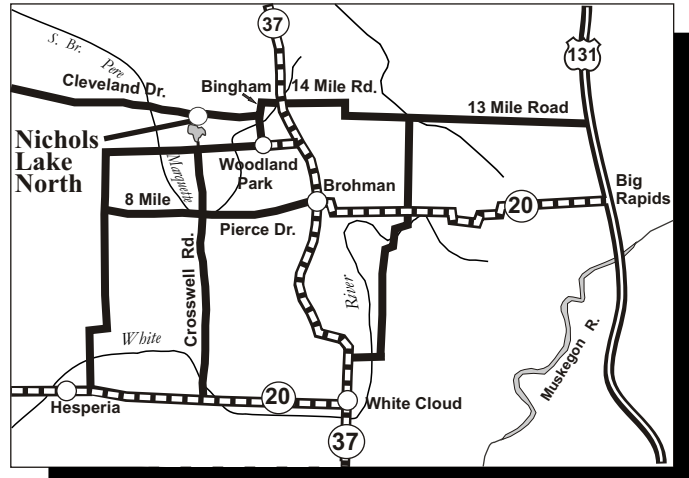 37
S. Br. Pere
131
Cleveland Dr.
Bingham
14 Mile Rd.
13 Mile Road
Nichols
Lake
North
Marquette
Woodland
Park
Brohman
Big
Rapids
8 Mile
20
Pierce Dr.
Crosswell Rd.
River
White
Muskegon R.
Hesperia
20
White Cloud
37